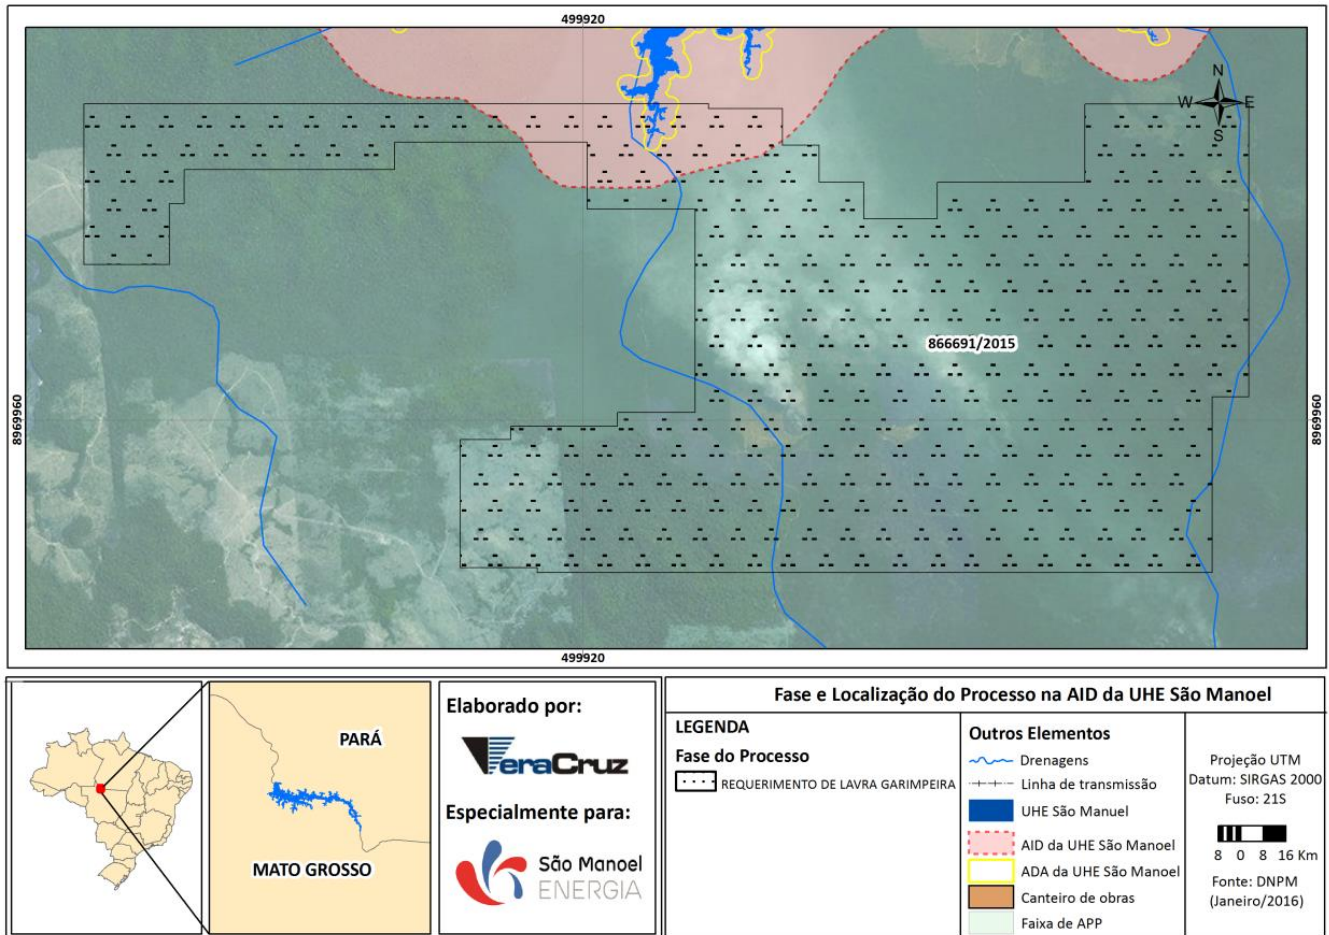 499920
N
W E
S
8969960
866691/2015
8969960
499920
PARÁ
MATO GROSSO
Elaborado por:
VeraCruz
Especialmente para:
São Manoel
ENERGIA
Fase e Localização do Processo na AID da UHE São Manoel
LEGENDA
Fase do Processo
REQUERIMENTO DE LAVRA GARIMPEIRA
Outros Elementos
Drenagens
Linha de transmissão
UHE São Manuel
AID da UHE São Manoel
ADA da UHE São Manoel
Canteiro de obras
Faixa de APP
Projeção UTM
Datum: SIRGAS 2000
Fuso: 21S
8 0 8 16 Km
Fonte: DNPM
(Janeiro/2016)